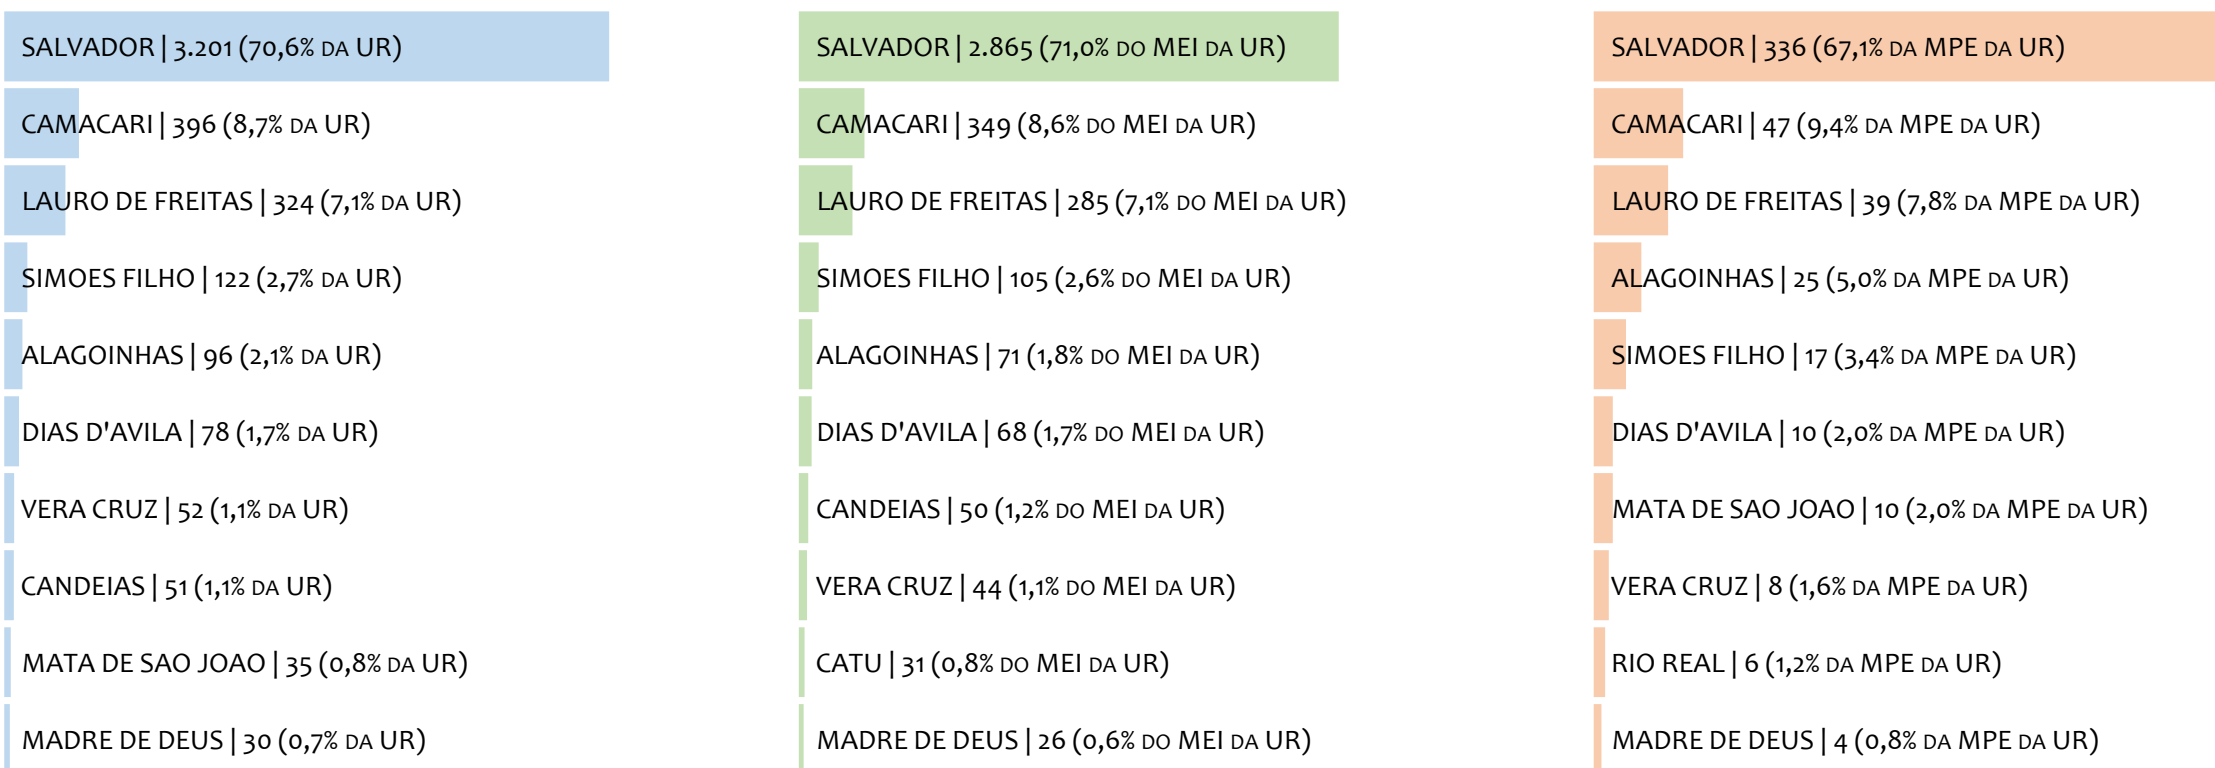 SALVADOR | 3.201 (70,6% DA UR)
CAMACARI | 396 (8,7% DA UR)
LAURO DE FREITAS | 324 (7,1% DA UR)
SIMOES FILHO | 122 (2,7% DA UR)
ALAGOINHAS | 96 (2,1% DA UR)
DIAS D'AVILA | 78 (1,7% DA UR)
VERA CRUZ | 52 (1,1% DA UR)
CANDEIAS | 51 (1,1% DA UR)
MATA DE SAO JOAO | 35 (0,8% DA UR)
MADRE DE DEUS | 30 (0,7% DA UR)
SALVADOR | 2.865 (71,0% DO MEI DA UR)
CAMACARI | 349 (8,6% DO MEI DA UR)
LAURO DE FREITAS | 285 (7,1% DO MEI DA UR)
SIMOES FILHO | 105 (2,6% DO MEI DA UR)
ALAGOINHAS | 71 (1,8% DO MEI DA UR)
DIAS D'AVILA | 68 (1,7% DO MEI DA UR)
CANDEIAS | 50 (1,2% DO MEI DA UR)
VERA CRUZ | 44 (1,1% DO MEI DA UR)
CATU | 31 (0,8% DO MEI DA UR)
MADRE DE DEUS | 26 (0,6% DO MEI DA UR)
SALVADOR | 336 (67,1% DA MPE DA UR)
CAMACARI | 47 (9,4% DA MPE DA UR)
LAURO DE FREITAS | 39 (7,8% DA MPE DA UR)
ALAGOINHAS | 25 (5,0% DA MPE DA UR)
SIMOES FILHO | 17 (3,4% DA MPE DA UR)
DIAS D'AVILA | 10 (2,0% DA MPE DA UR)
MATA DE SAO JOAO | 10 (2,0% DA MPE DA UR)
VERA CRUZ | 8 (1,6% DA MPE DA UR)
RIO REAL | 6 (1,2% DA MPE DA UR)
MADRE DE DEUS | 4 (0,8% DA MPE DA UR)